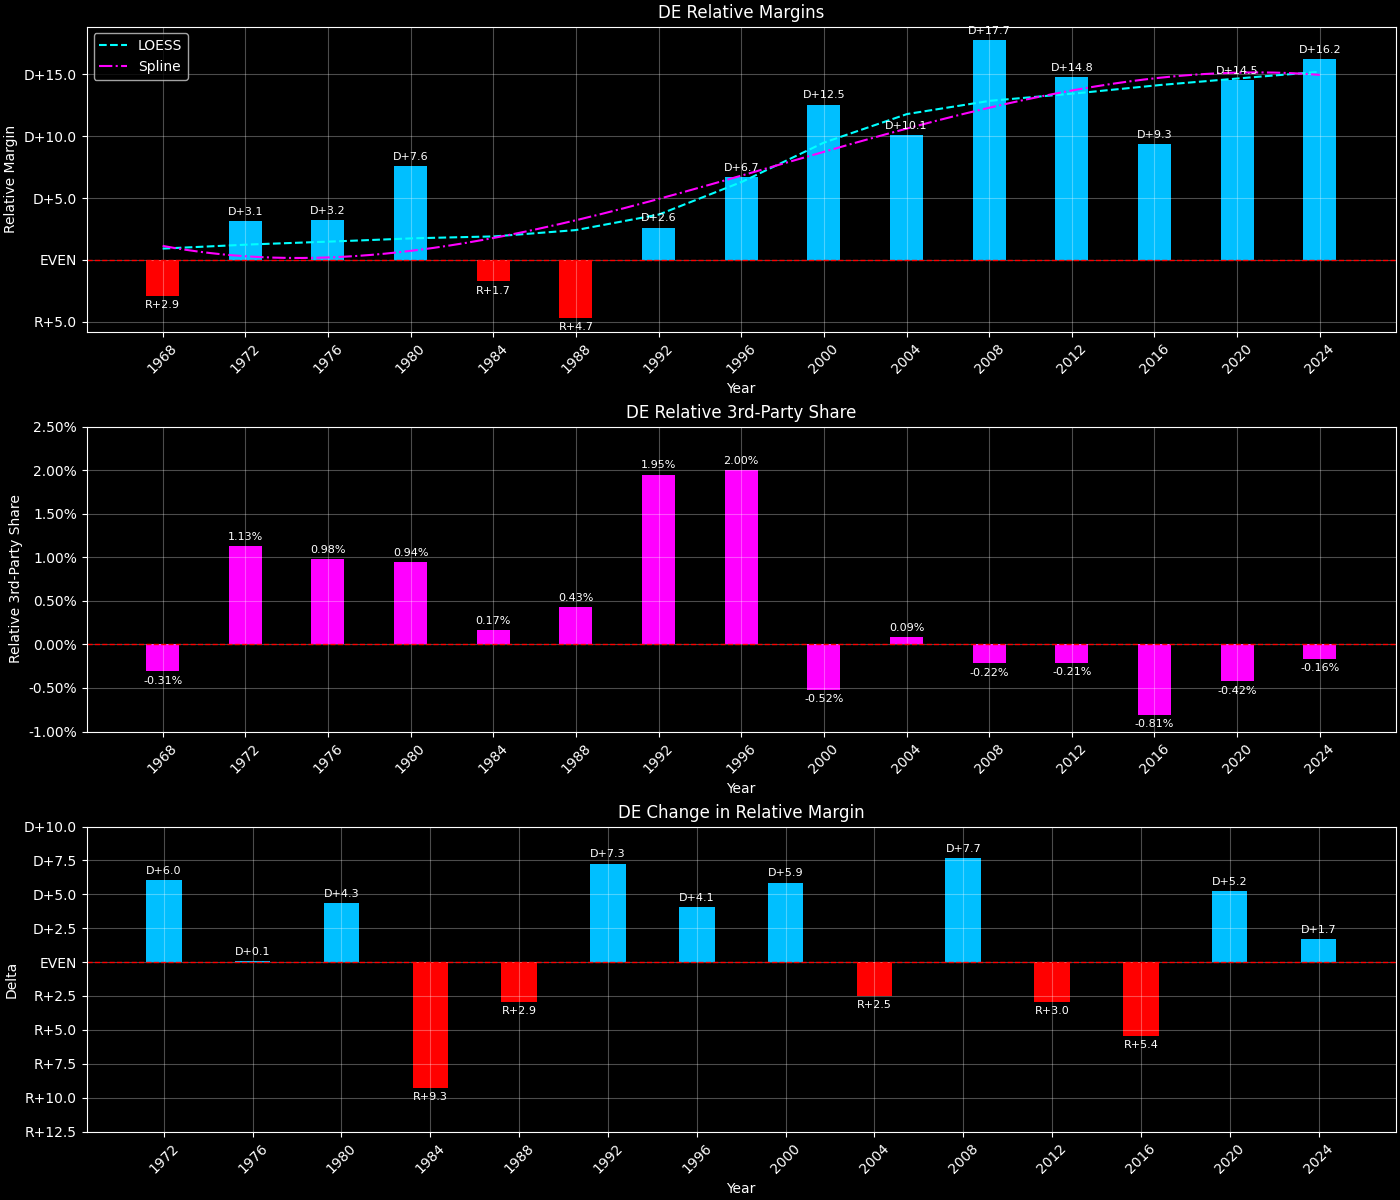 DE Relative Margins
LOESS
Spline
Relative Margin
D+15.0
D+10.0
D+5.0
EVEN
R+5.0
R+2.9
D+3.1
D+3.2
D+7.6
R+1.7
R+4.7
D+2.6
D+6.7
D+12.5
D+10.1
D+17.7
D+14.8
D+9.3
D+14.5
D+16.2
1968 1972 1976 1980 1984 1988 1992 1996 2000 2004 2008 2012 2016 2020 2024
Year
DE Relative 3rd-Party Share
Relative 3rd-Party Share
2.50%
2.00%
1.50%
1.00%
0.50%
0.00%
-0.50%
-1.00%
-0.31%
1.13%
0.98%
0.94%
0.17%
0.43%
1.95%
2.00%
-0.52%
0.09%
-0.22%
-0.21%
-0.81%
-0.42%
-0.16%
1968 1972 1976 1980 1984 1988 1992 1996 2000 2004 2008 2012 2016 2020 2024
Year
DE Change in Relative Margin
Delta
D+10.0
D+7.5
D+5.0
D+2.5
EVEN
R+2.5
R+5.0
R+7.5
R+10.0
R+12.5
D+6.0
D+0.1
D+4.3
R+9.3
R+2.9
D+7.3
D+4.1
D+5.9
R+2.5
D+7.7
R+3.0
R+5.4
D+5.2
D+1.7
1972 1976 1980 1984 1988 1992 1996 2000 2004 2008 2012 2016 2020 2024
Year